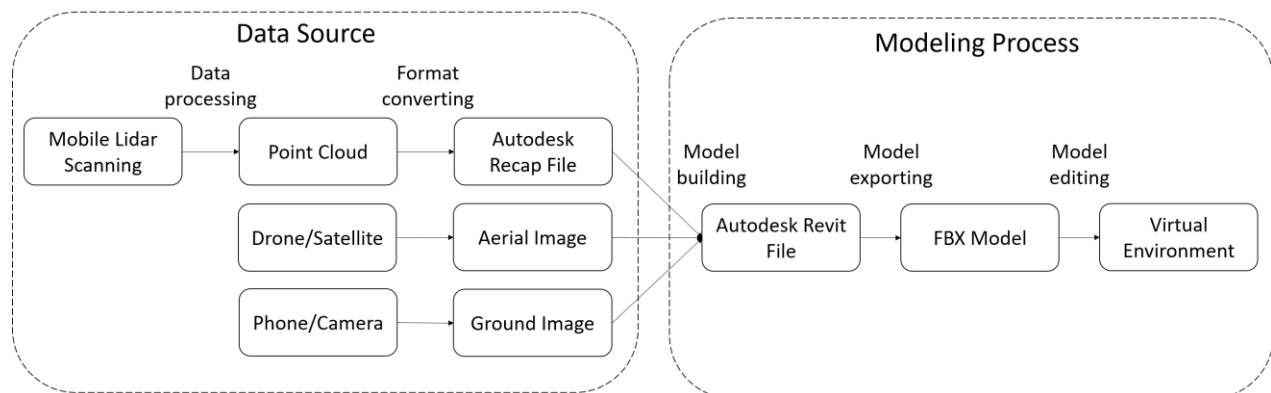 Data Source
Data
processing
Format
converting
Mobile Lidar
Scanning
Point Cloud
Autodesk
Recap File
Drone/Satellite
Aerial Image
Phone/Camera
Ground Image
Modeling Process
Model
building
Model
exporting
Model
editing
Autodesk Revit
File
FBX Model
Virtual
Environment